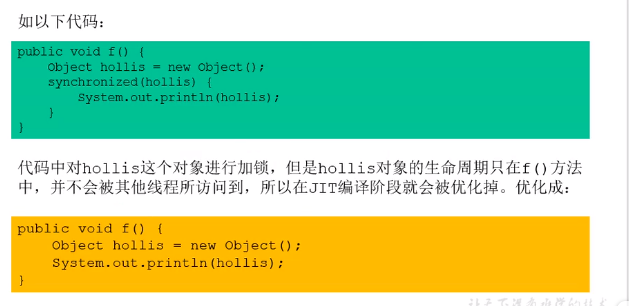 如以下代码：
public void f() {
    Object hollis = new Object();
    synchronized(hollis) {
        System.out.println(hollis);
    }
}
代码中对hollis这个对象进行加锁，但是hollis对象的生命周期只在f()方法
中，并不会被其他线程所访问到，所以在JIT编译阶段就会被优化掉。优化成：
public void f() {
    Object hollis = new Object();
    System.out.println(hollis);
}